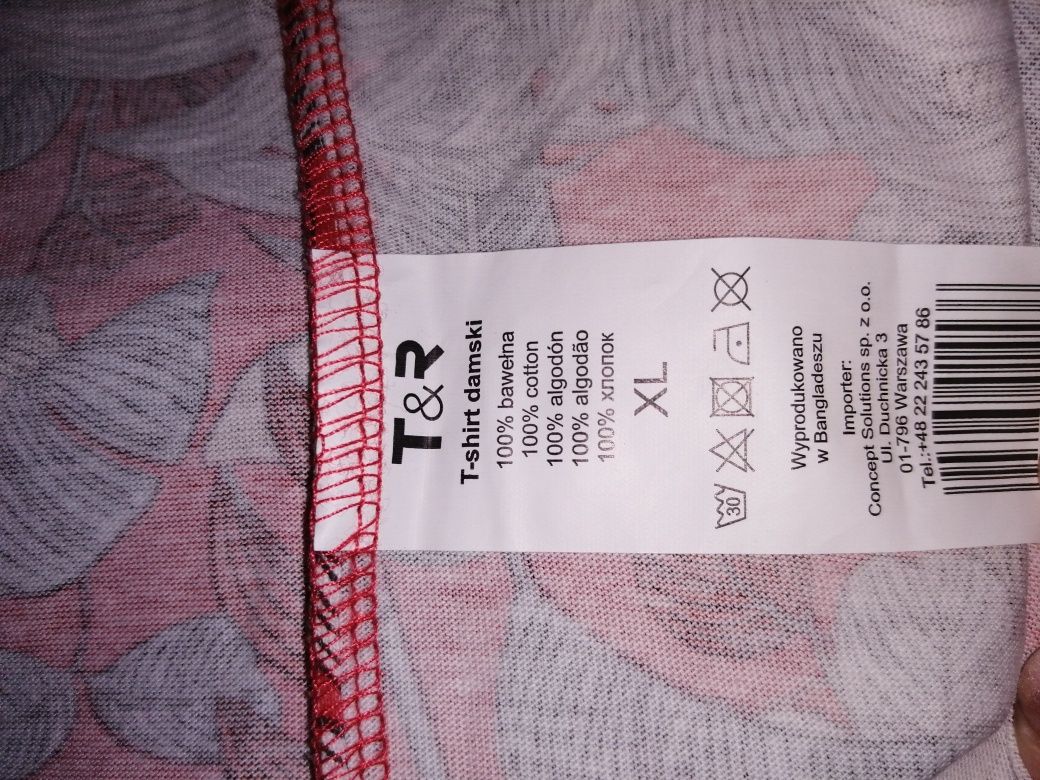 T&R
T-shirt damski
100% bawełna
100% cotton
100% algodón
100% algodão
100% хлопок
XL
30
Wyprodukowano
w Bangladeszu
Importer:
Concept Solutions sp. z o.o.
Ul. Duchnicka 3
01-796 Warszawa
Tel.:+48 22 243 57 86